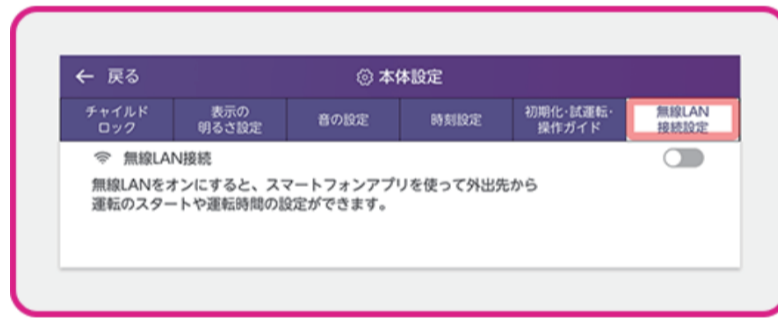 ← 戻る
本体設定
チャイルド
ロック
表示の
明るさ設定
音の設定
時刻設定
初期化・試運転・
操作ガイド
無線LAN
接続設定
無線LAN接続
無線LANをオンにすると、スマートフォンアプリを使って外出先から
運転のスタートや運転時間の設定ができます。